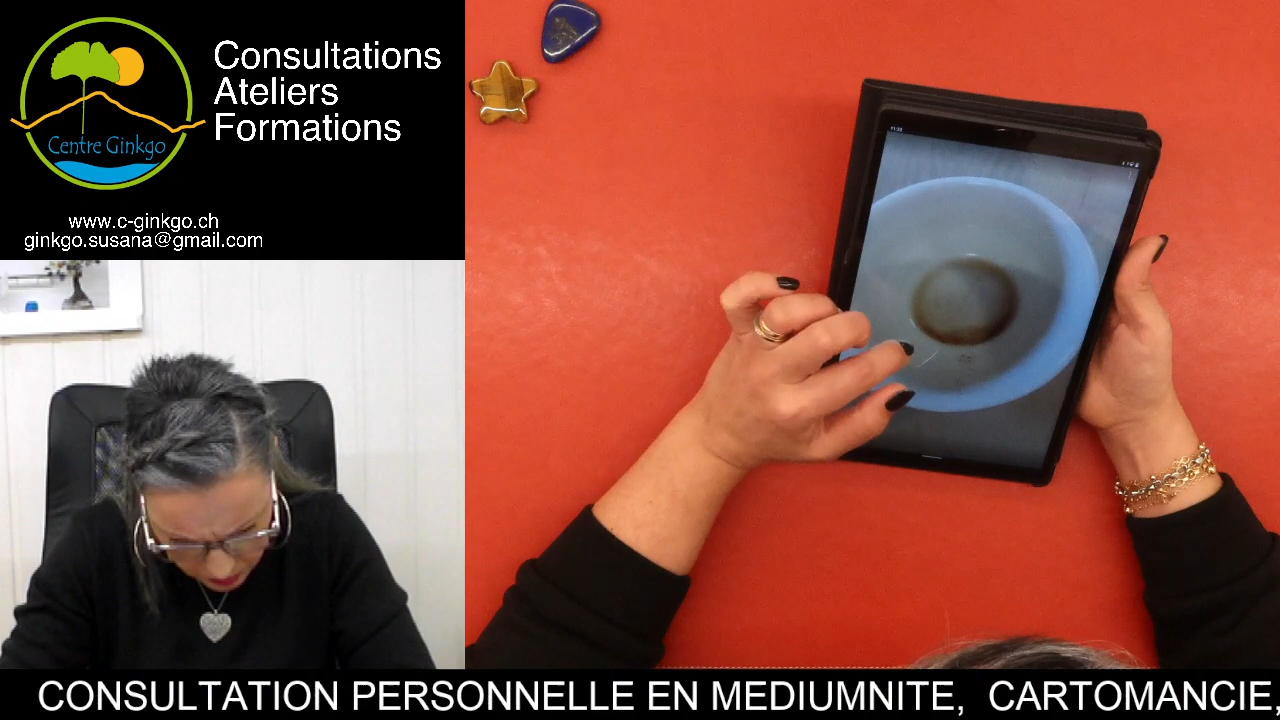 Consultations
Ateliers
Formations
Centre Ginkgo
www.c-ginkgo.ch
ginkgo.susana@gmail.com
CONSULTATION PERSONNELLE EN MEDIUMNITE, CARTOMANCIE,